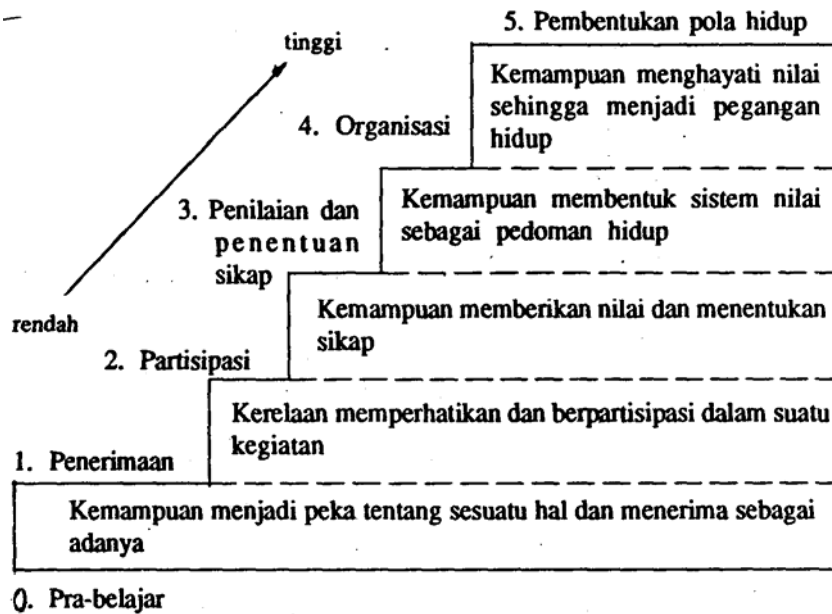 5. Pembentukan pola hidup
tinggi
Kemampuan menghayati nilai
sehingga menjadi pegangan
hidup
4. Organisasi
Kemampuan membentuk sistem nilai
sebagai pedoman hidup
3. Penilaian dan
penentuan
sikap
Kemampuan memberikan nilai dan menentukan
sikap
rendah
2. Partisipasi
Kerelaan memperhatikan dan berpartisipasi dalam suatu
kegiatan
1. Penerimaan
Kemampuan menjadi peka tentang sesuatu hal dan menerima sebagai
adanya
0. Pra-belajar